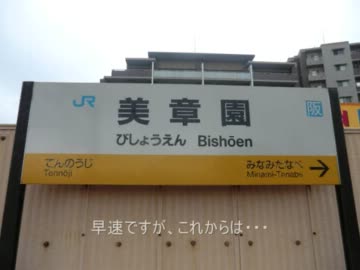 JR
美章園
阪
びしょうえん Bishōen
てんのうじ
Tennōji
みなみたなべ
Minami-Tanabe
早速ですが、これからは・・・